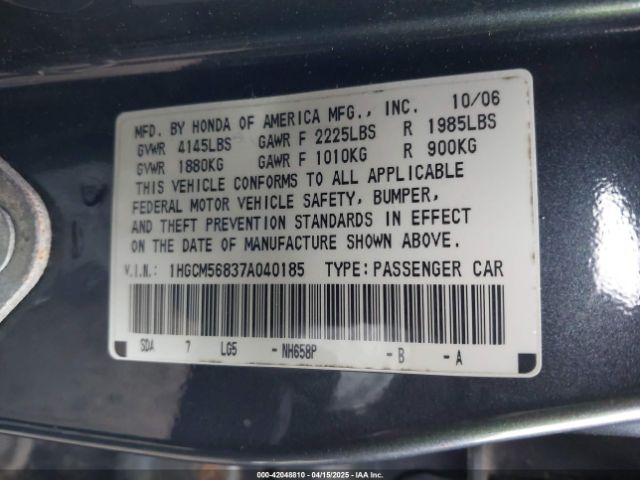 MFD. BY HONDA OF AMERICA MFG., INC. 10/06
GVWR 4145LBS GAWR F 2225LBS R 1985LBS
GVWR 1880KG GAWR F 1010KG R 900KG
THIS VEHICLE CONFORMS TO ALL APPLICABLE
FEDERAL MOTOR VEHICLE SAFETY, BUMPER,
AND THEFT PREVENTION STANDARDS IN EFFECT
ON THE DATE OF MANUFACTURE SHOWN ABOVE.
V.I.N.: 1HGCM56837A040185 TYPE:PASSENGER CAR
SDA 7 LG5 -NH658P -B -A
000-42048810 - 04/15/2025 - IAA Inc.